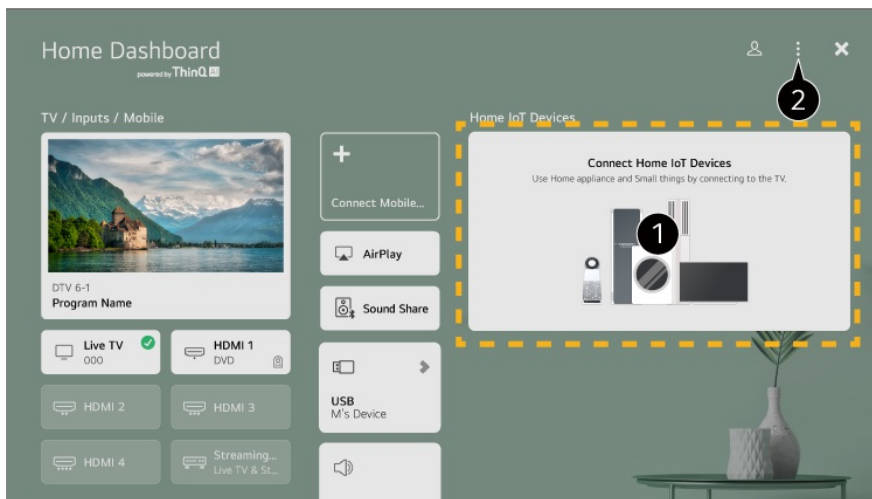 Home Dashboard
powered by ThinQ AI
2
TV / Inputs / Mobile
Home IoT Devices
DTV 6-1
Program Name
Live TV
000
HDMI 1
DVD
HDMI 2
HDMI 3
HDMI 4
Streaming...
Live TV & St...
+
Connect Mobile...
AirPlay
Sound Share
USB
M's Device
Connect Home IoT Devices
Use Home appliance and Small things by connecting to the TV.
1